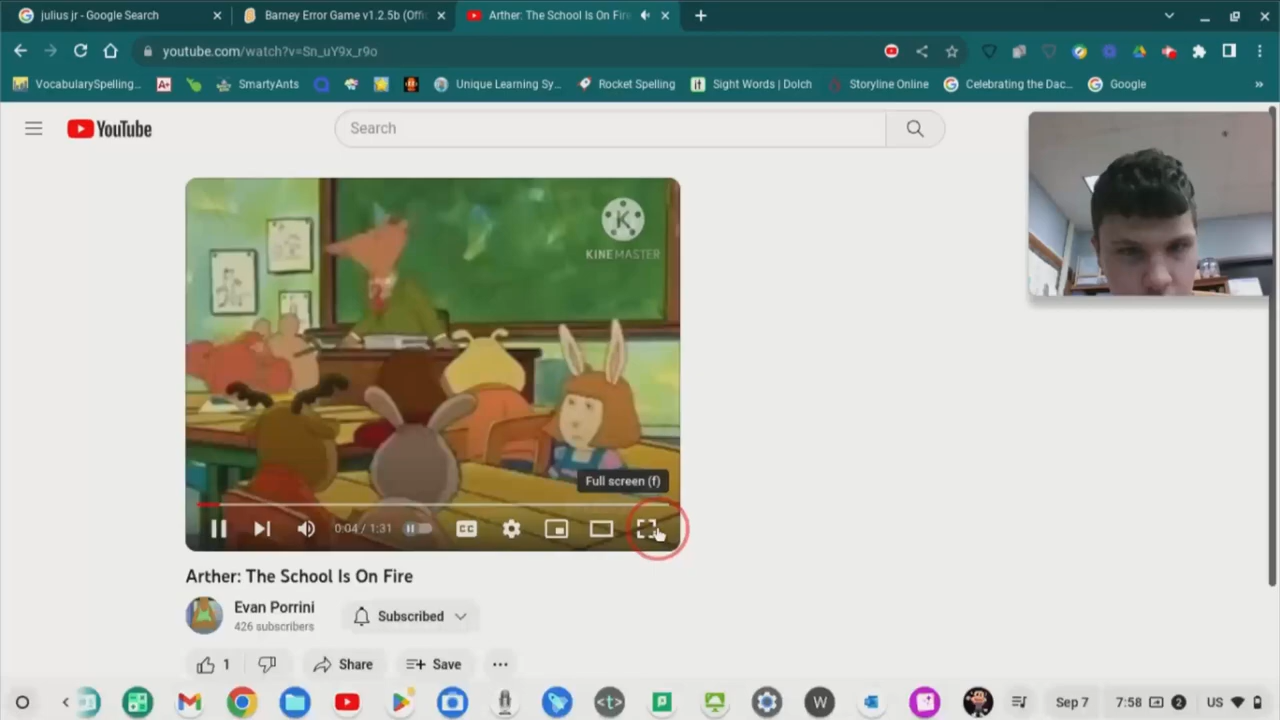 julius jr - Google Search
Barney Error Game v1.2.5b (Offic
Arther: The School Is On Fire
youtube.com/watch?v=Sn_uY9x_r9o
VocabularySpelling...
A+
SmartyAnts
Unique Learning Sy...
Rocket Spelling
Sight Words | Dolch
Storyline Online
Celebrating the Dac...
Google
»
YouTube
Search
K
KINEMASTER
Full screen (f)
0:04 / 1:31
CC
Arther: The School Is On Fire
Evan Porrini
426 subscribers
Subscribed
1
Share
Save
W
Sep 7
7:58
2
US